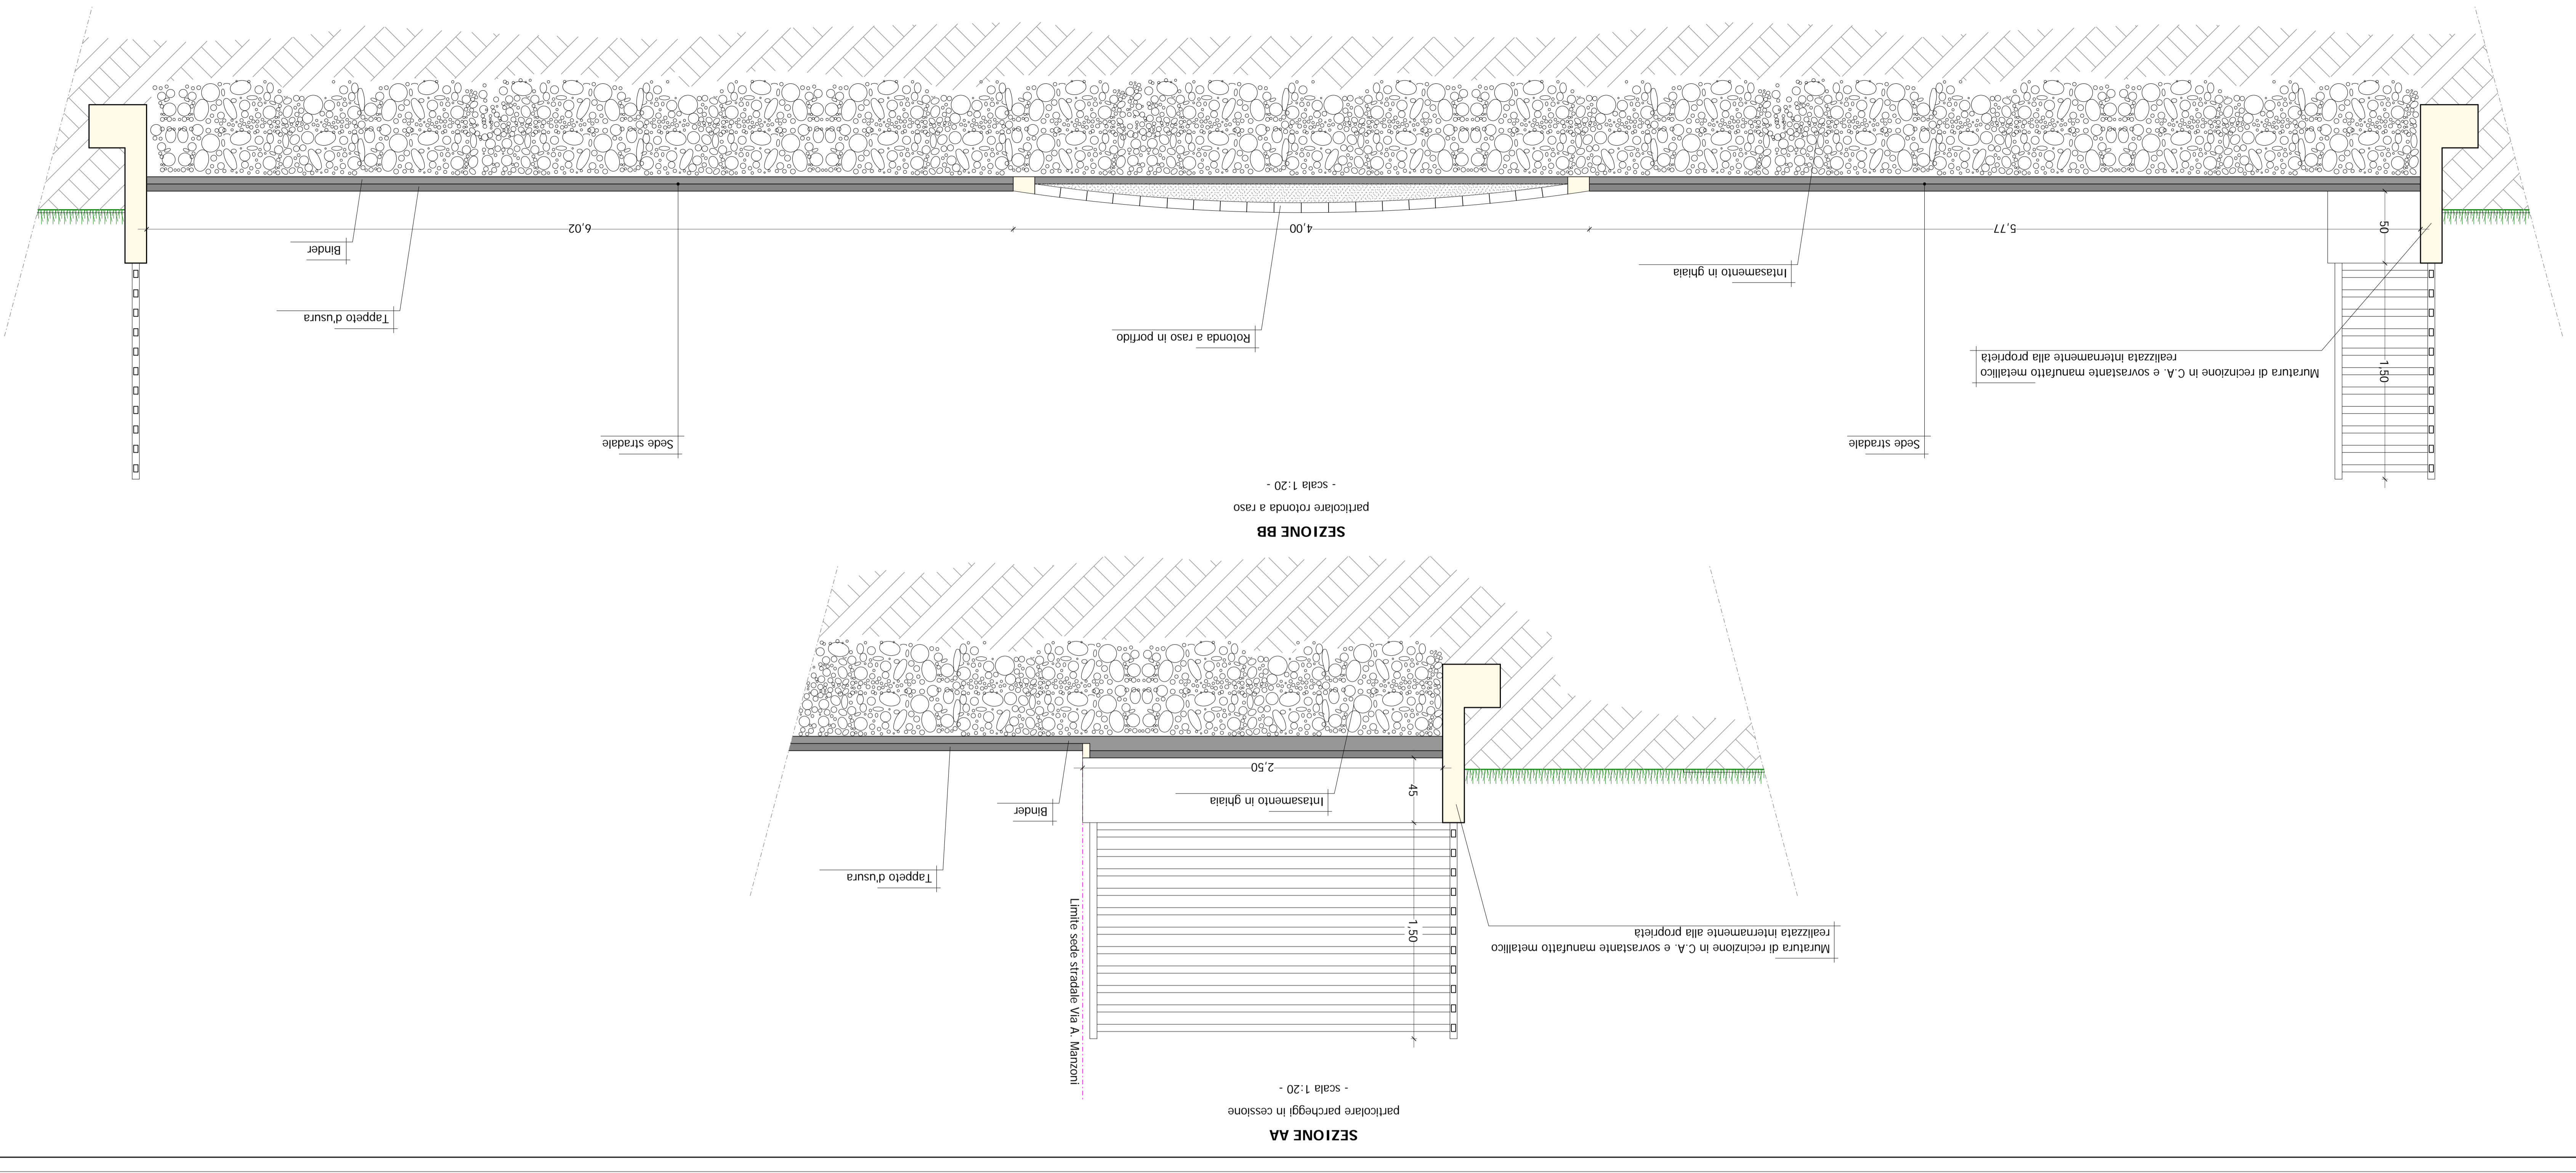 SEZIONE AA
particolare parcheggi in cessione
- scala 1:20 -
Limite sede stradale Via A. Manzoni
Muratura di recinzione in C.A. e sovrastante manufatto metallico
realizzata internamente alla proprietà
1,50
Tappeto d'usura
Binder
Intasamento in ghiaia
45
2,50
SEZIONE BB
particolare rotonda a raso
- scala 1:20 -
Sede stradale
Sede stradale
Muratura di recinzione in C.A. e sovrastante manufatto metallico
realizzata internamente alla proprietà
1,50
Rotonda a raso in porfido
Tappeto d'usura
Intasamento in ghiaia
Binder
50
5,77
4,00
6,02